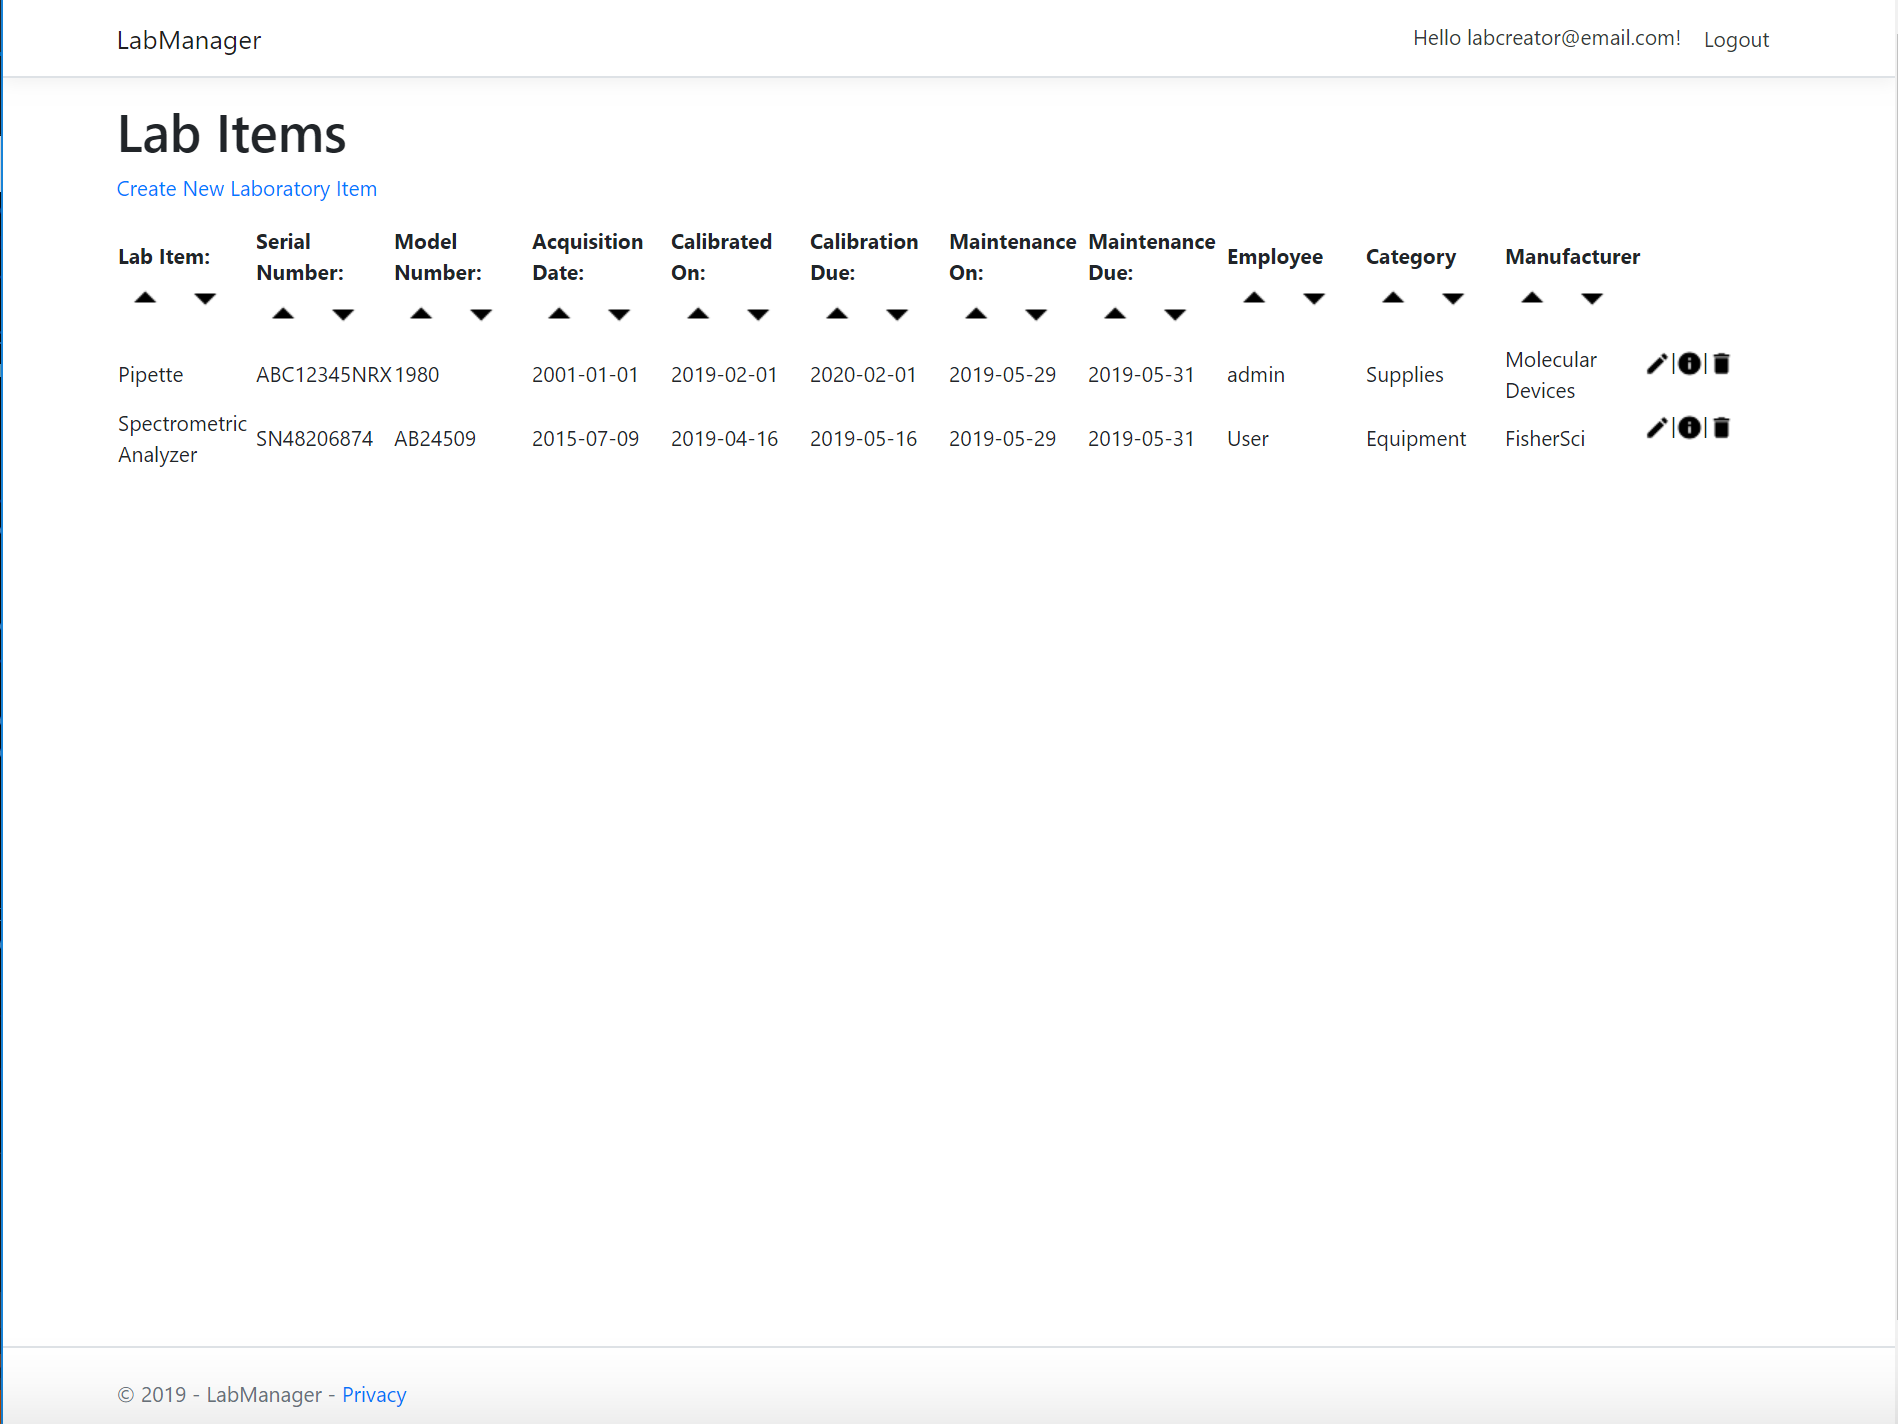 LabManager
Hello labcreator@email.com! Logout
Lab Items
Create New Laboratory Item
Lab Item: Serial Number: Model Number: Acquisition Date: Calibrated On: Calibration Due: Maintenance On: Maintenance Due: Employee Category Manufacturer
Pipette ABC12345NRX 1980 2001-01-01 2019-02-01 2020-02-01 2019-05-29 2019-05-31 admin Supplies Molecular Devices | |
Spectrometric Analyzer SN48206874 AB24509 2015-07-09 2019-04-16 2019-05-16 2019-05-29 2019-05-31 User Equipment FisherSci | |
© 2019 - LabManager - Privacy